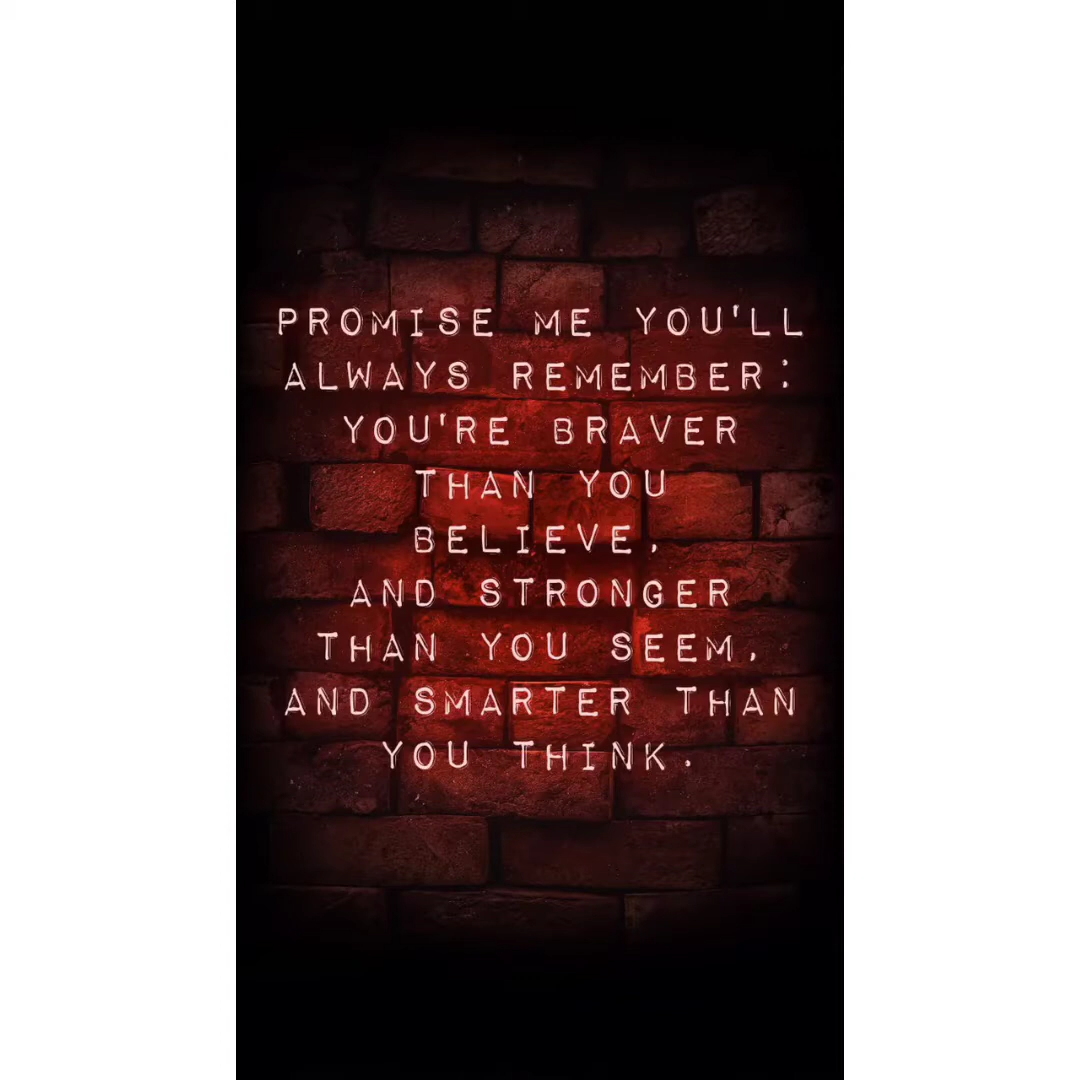 PROMISE ME YOU'LL
ALWAYS REMEMBER:
YOU'RE BRAVER
THAN YOU
BELIEVE,
AND STRONGER
THAN YOU SEEM,
AND SMARTER THAN
YOU THINK.